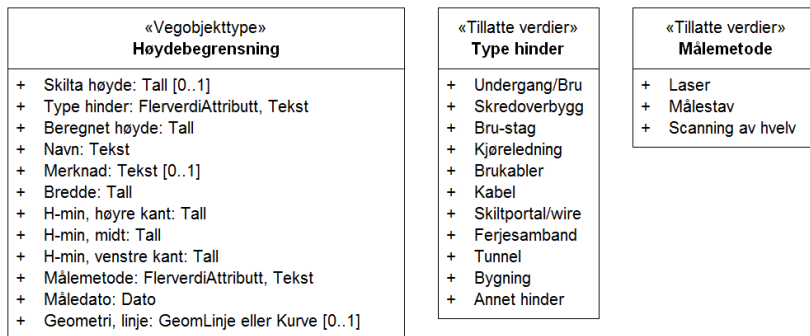 «Vegobjekttype»
Høydebegrensning
+ Skilta høyde: Tall [0..1]
+ Type hinder: FlerverdiAttributt, Tekst
+ Beregnet høyde: Tall
+ Navn: Tekst
+ Merknad: Tekst [0..1]
+ Bredde: Tall
+ H-min, høyre kant: Tall
+ H-min, midt: Tall
+ H-min, venstre kant: Tall
+ Målemetode: FlerverdiAttributt, Tekst
+ Måledato: Dato
+ Geometri, linje: GeomLinje eller Kurve [0..1]
«Tillatte verdier»
Type hinder
+ Undergang/Bru
+ Skredoverbygg
+ Bru-stag
+ Kjøreledning
+ Brukabler
+ Kabel
+ Skiltportal/wire
+ Ferjesamband
+ Tunnel
+ Bygning
+ Annet hinder
«Tillatte verdier»
Målemetode
+ Laser
+ Målestav
+ Scanning av hvelv